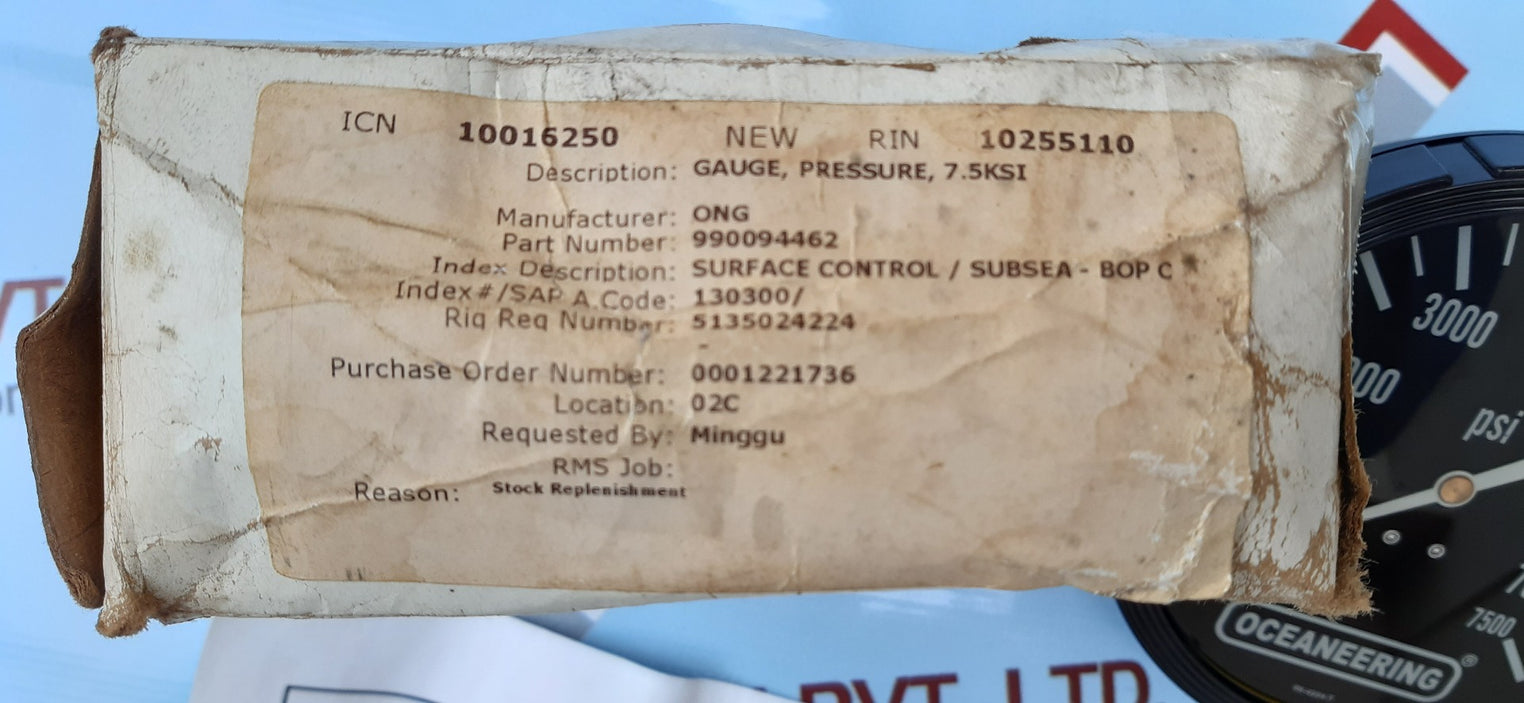 ICN 10016250 NEW RIN 10255110
Description: GAUGE, PRESSURE, 7.5KSI
Manufacturer: ONG
Part Number: 990094462
Index Description: SURFACE CONTROL / SUBSEA - BOP C
Index#/SAP A Code: 130300/
Rig Req Number: 5135024224
Purchase Order Number: 0001221736
Location: 02C
Requested By: Minggu
RMS Job:
Reason: Stock Replenishment
3000
psi
7500
OCEANEERING®
PVT. LTD.